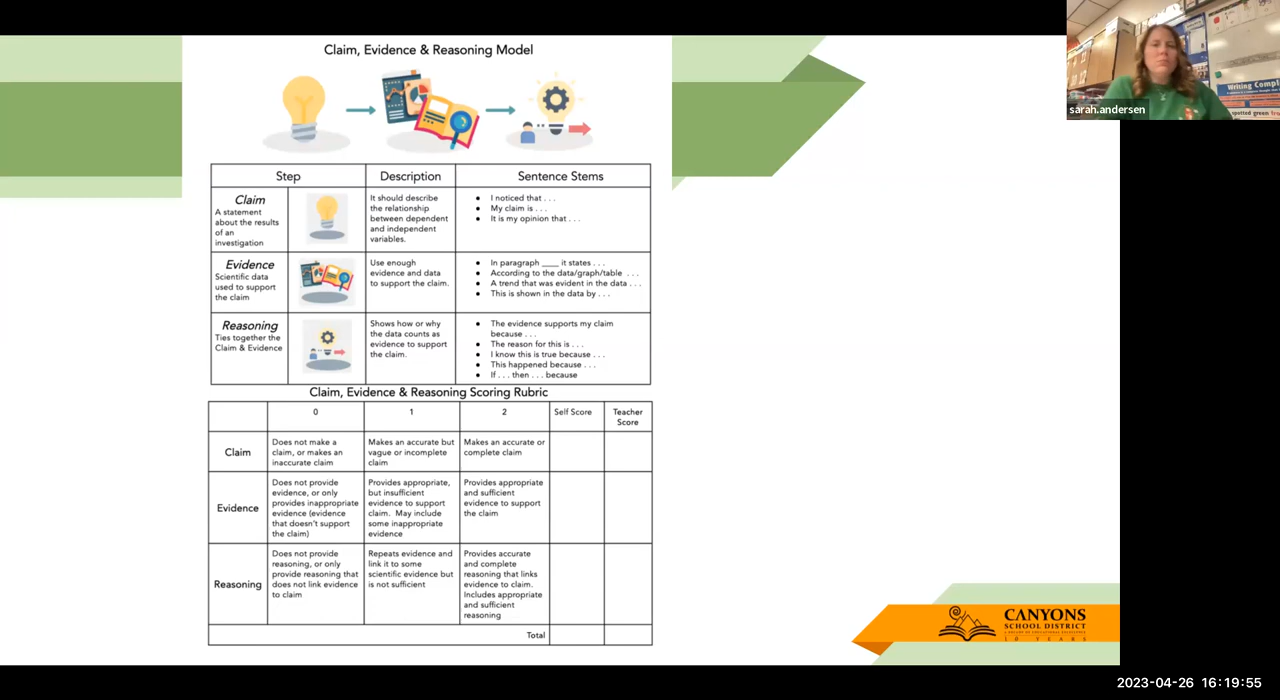 Claim, Evidence & Reasoning Model
sarah.andersen
Writing Compl
spotted green
Step
Description
Sentence Stems
Claim
A statement
about the results
of an
investigation
It should describe
the relationship
between dependent
and independent
variables.
• I noticed that . . .
• My claim is . . .
• It is my opinion that . . .
Evidence
Scientific data
used to support
the claim
Use enough
evidence and data
to support the claim.
• In paragraph ____ it states . . .
• According to the data/graph/table . . .
• A trend that was evident in the data . . .
• This is shown in the data by . . .
Reasoning
Ties together the
Claim & Evidence
Shows how or why
the data counts as
evidence to support
the claim.
• The evidence supports my claim
because . . .
• The reason for this is . . .
• I know this is true because . . .
• This happened because . . .
• If . . . then . . . because
Claim, Evidence & Reasoning Scoring Rubric
0
1
2
Self Score
Teacher
Score
Claim
Does not make a
claim, or makes an
inaccurate claim
Makes an accurate but
vague or incomplete
claim
Makes an accurate or
complete claim
Evidence
Does not provide
evidence, or only
provides inappropriate
evidence (evidence
that doesn't support
the claim)
Provides appropriate,
but insufficient
evidence to support
claim. May include
some inappropriate
evidence
Provides appropriate
and sufficient
evidence to support
the claim
Reasoning
Does not provide
reasoning, or only
provide reasoning that
does not link evidence
to claim
Repeats evidence and
link it to some
scientific evidence but
is not sufficient
Provides accurate
and complete
reasoning that links
evidence to claim.
Includes appropriate
and sufficient
reasoning
Total
CANYONS
SCHOOL DISTRICT
10 YEARS
2023-04-26 16:19:55